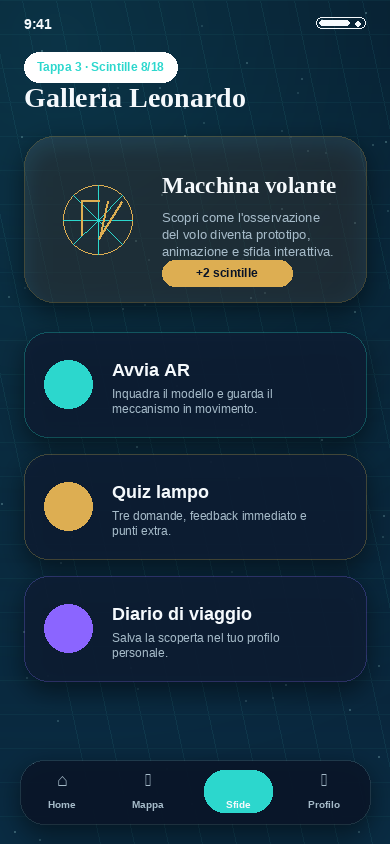 9:41
Tappa 3 · Scintille 8/18
Galleria Leonardo
Macchina volante
Scopri come l'osservazione
del volo diventa prototipo,
animazione e sfida interattiva.
+2 scintille
Avvia AR
Inquadra il modello e guarda il
meccanismo in movimento.
Quiz lampo
Tre domande, feedback immediato e
punti extra.
Diario di viaggio
Salva la scoperta nel tuo profilo
personale.
Home
Mappa
Sfide
Profilo